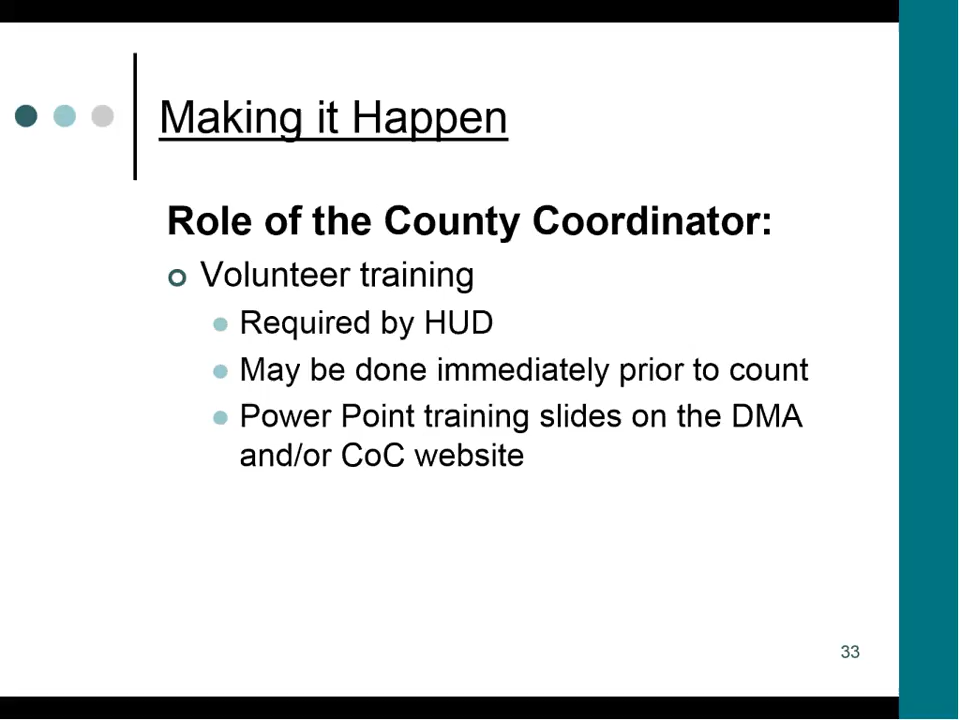 Making it Happen
Role of the County Coordinator:
Volunteer training
Required by HUD
May be done immediately prior to count
Power Point training slides on the DMA
and/or CoC website
33